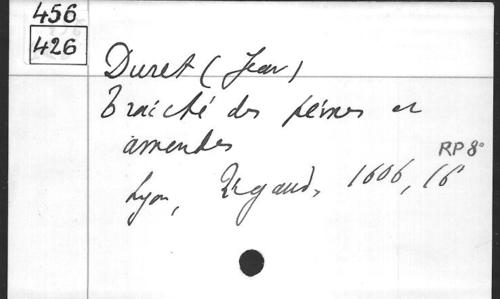 456
426
Duret (Jean)
Traicté des peines et
amendes
RP 8°
Lyon, Rigaud, 1606, 16°